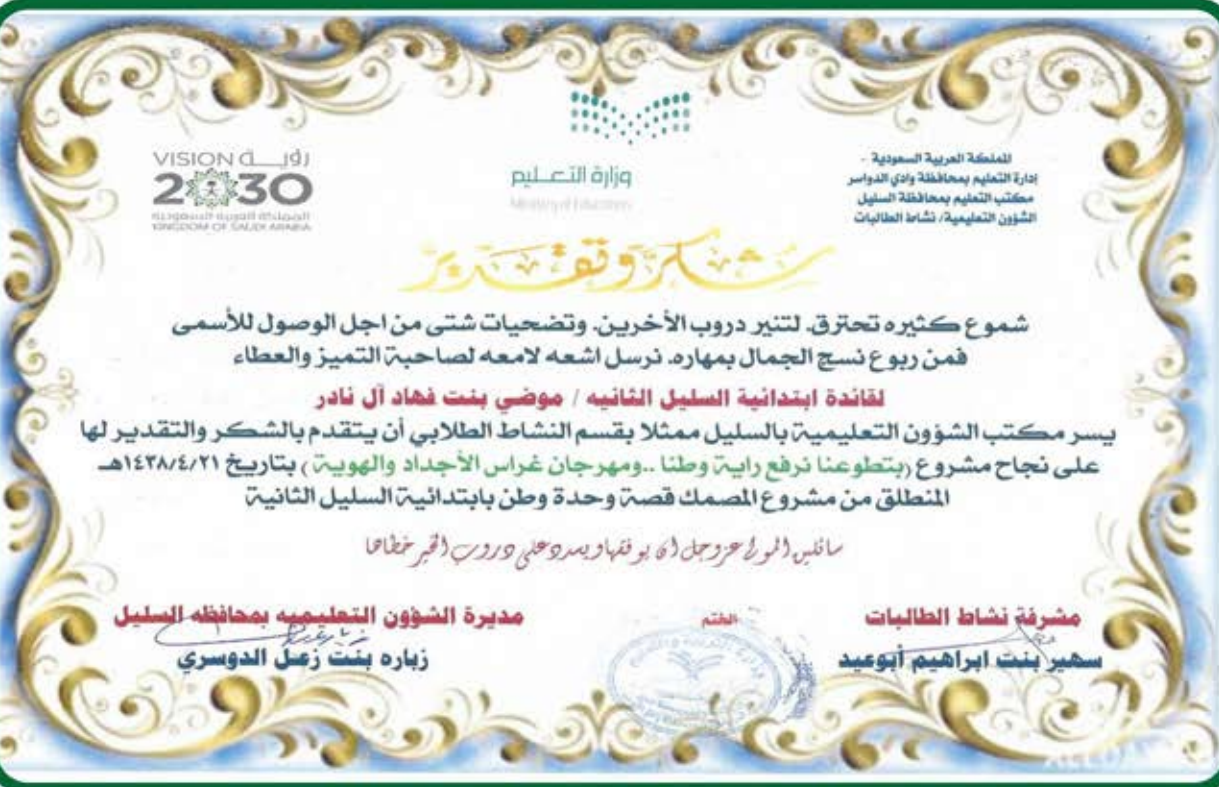 المملكة العربية السعودية -
إدارة التعليم بمحافظة وادي الدواسر
مكتب التعليم بمحافظة السليل
الشؤون التعليمية/ نشاط الطالبات
وزارة التعليم
Ministry of Education
VISION رؤية
2030
المملكة العربية السعودية
KINGDOM OF SAUDI ARABIA
شكر وتقدير
شموع كثيره تحترق. لتنير دروب الأخرين. وتضحيات شتى من اجل الوصول للأسمى
فمن ربوع نسج الجمال بمهاره. نرسل اشعه لامعه لصاحبة التميز والعطاء
لقائدة ابتدائية السليل الثانيه / موضي بنت فهاد آل نادر
يسر مكتب الشؤون التعليمية بالسليل ممثلا بقسم النشاط الطلابي أن يتقدم بالشكر والتقدير لها
على نجاح مشروع (بتطوعنا نرفع راية وطنا ..ومهرجان غراس الأجداد والهوية ) بتاريخ ١٤٣٨/٤/٢١هـ
المنطلق من مشروع المصمك قصة وحدة وطن بابتدائية السليل الثانية
سائلين المولى عزوجل ان يوفقها ويسدد على دروب الخير خطاها
مشرفة نشاط الطالبات
سهير بنت ابراهيم أبوعيد
الختم
مديرة الشؤون التعليميه بمحافظه السليل
زباره بنت زعل الدوسري